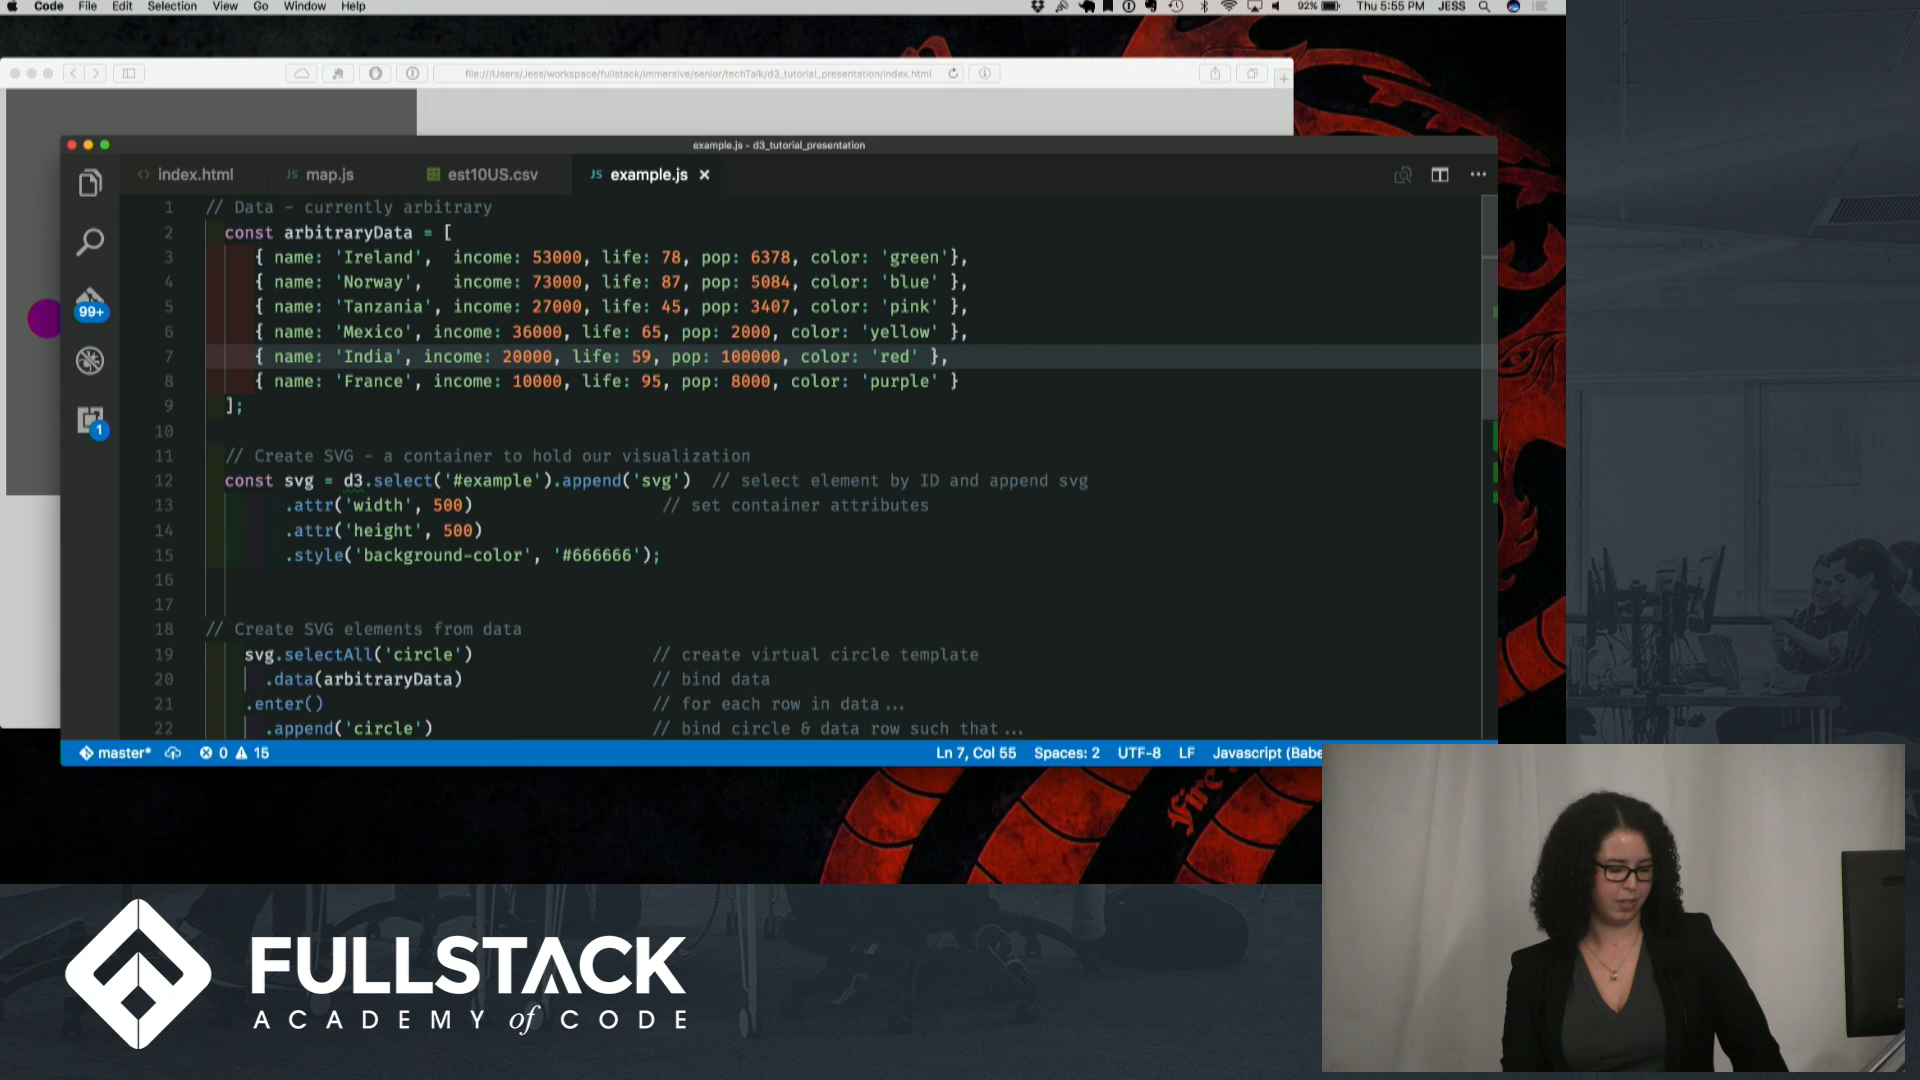 Code File Edit Selection View Go Window Help
92% Thu 5:55 PM JESS
file:///Users/Jess/workspace/fullstack/immersive/senior/techTalk/d3_tutorial_presentation/index.html
example.js - d3_tutorial_presentation
index.html JS map.js est10US.csv JS example.js
1 // Data - currently arbitrary
2 const arbitraryData = [
3 { name: 'Ireland', income: 53000, life: 78, pop: 6378, color: 'green'},
4 { name: 'Norway', income: 73000, life: 87, pop: 5084, color: 'blue' },
5 { name: 'Tanzania', income: 27000, life: 45, pop: 3407, color: 'pink' },
6 { name: 'Mexico', income: 36000, life: 65, pop: 2000, color: 'yellow' },
7 { name: 'India', income: 20000, life: 59, pop: 100000, color: 'red' },
8 { name: 'France', income: 10000, life: 95, pop: 8000, color: 'purple' }
9 ];
10
11 // Create SVG - a container to hold our visualization
12 const svg = d3.select('#example').append('svg') // select element by ID and append svg
13 .attr('width', 500) // set container attributes
14 .attr('height', 500)
15 .style('background-color', '#666666');
16
17
18 // Create SVG elements from data
19 svg.selectAll('circle') // create virtual circle template
20 .data(arbitraryData) // bind data
21 .enter() // for each row in data...
22 .append('circle') // bind circle & data row such that...
99+
1
master* 0 15 Ln 7, Col 55 Spaces: 2 UTF-8 LF Javascript (Babe
Fire
FULLSTACK
ACADEMY of CODE